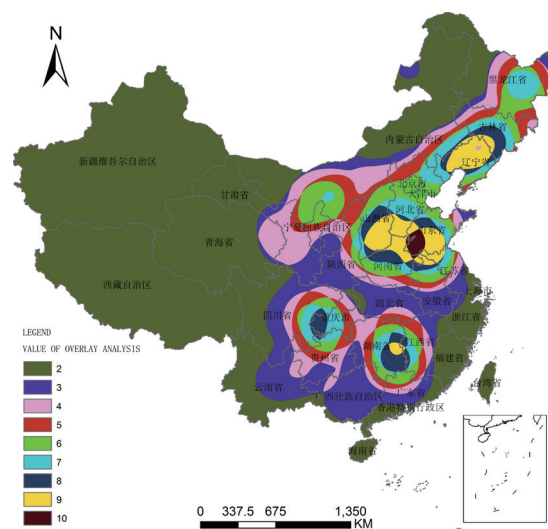 N
黑龙江省
吉林省
内蒙古自治区
辽宁省
新疆维吾尔自治区
北京市
天津市
甘肃省
河北省
山西省
山东省
宁夏回族自治区
青海省
陕西省
河南省
江苏省
西藏自治区
上海市
安徽省
湖北省
四川省
重庆市
浙江省
湖南省
江西省
贵州省
福建省
云南省
台湾省
广东省
西壮族自治区
香港特别行政区
海南省
LEGEND
VALUE OF OVERLAY ANALYSIS
2
3
4
5
6
7
8
9
10
0 337.5 675 1,350
KM